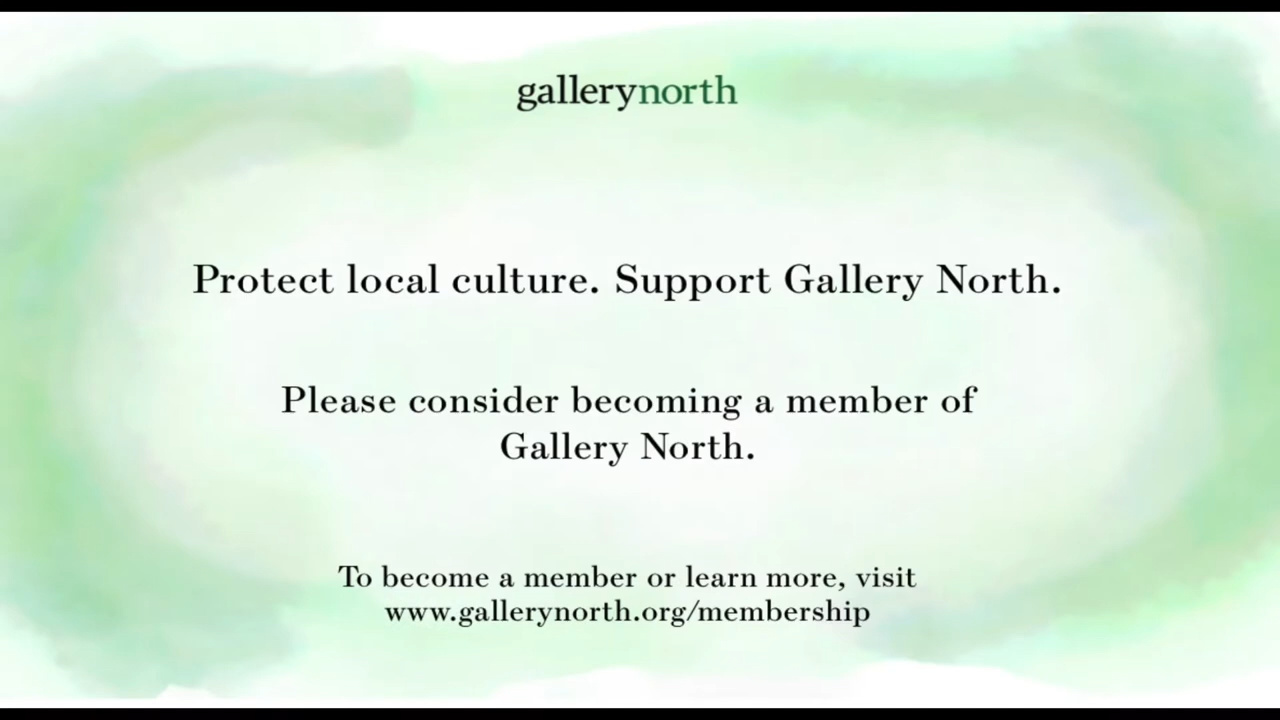 gallerynorth
Protect local culture. Support Gallery North.
Please consider becoming a member of
Gallery North.
To become a member or learn more, visit
www.gallerynorth.org/membership